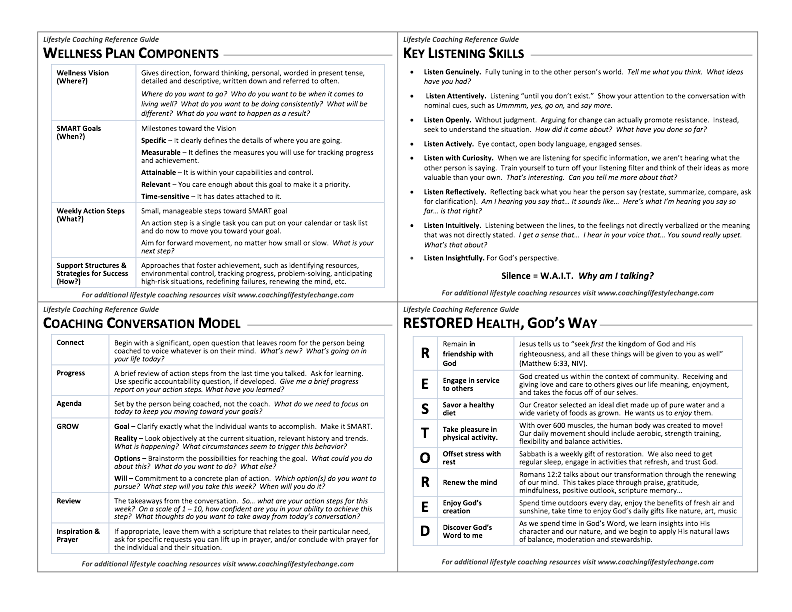 Lifestyle Coaching Reference Guide
WELLNESS PLAN COMPONENTS
Wellness Vision
(Where?)
Gives direction, forward thinking, personal, worded in present tense,
detailed and descriptive, written down and referred to often.
Where do you want to go? Who do you want to be when it comes to
living well? What do you want to be doing consistently? What will be
different? What do you want to happen as a result?
SMART Goals
(When?)
Milestones toward the Vision
Specific – It clearly defines the details of where you are going.
Measurable – It defines the measures you will use for tracking progress
and achievement.
Attainable – It is within your capabilities and control.
Relevant – You care enough about this goal to make it a priority.
Time-sensitive – It has dates attached to it.
Weekly Action Steps
(What?)
Small, manageable steps toward SMART goal
An action step is a single task you can put on your calendar or task list
and do now to move you toward your goal.
Aim for forward movement, no matter how small or slow. What is your
next step?
Support Structures &
Strategies for Success
(How?)
Approaches that foster achievement, such as identifying resources,
environmental control, tracking progress, problem-solving, anticipating
high-risk situations, redefining failures, renewing the mind, etc.
For additional lifestyle coaching resources visit www.coachinglifestylechange.com
Lifestyle Coaching Reference Guide
KEY LISTENING SKILLS
• Listen Genuinely. Fully tuning in to the other person's world. Tell me what you think. What ideas
have you had?
• Listen Attentively. Listening "until you don't exist." Show your attention to the conversation with
nominal cues, such as Ummmm, yes, go on, and say more.
• Listen Openly. Without judgment. Arguing for change can actually promote resistance. Instead,
seek to understand the situation. How did it come about? What have you done so far?
• Listen Actively. Eye contact, open body language, engaged senses.
• Listen with Curiosity. When we are listening for specific information, we aren't hearing what the
other person is saying. Train yourself to turn off your listening filter and think of their ideas as more
valuable than your own. That's interesting. Can you tell me more about that?
• Listen Reflectively. Reflecting back what you hear the person say (restate, summarize, compare, ask
for clarification). Am I hearing you say that... It sounds like... Here's what I'm hearing you say so
far... is that right?
• Listen Intuitively. Listening between the lines, to the feelings not directly verbalized or the meaning
that was not directly stated. I get a sense that... I hear in your voice that... You sound really upset.
What's that about?
• Listen Insightfully. For God's perspective.
Silence = W.A.I.T. Why am I talking?
For additional lifestyle coaching resources visit www.coachinglifestylechange.com
Lifestyle Coaching Reference Guide
COACHING CONVERSATION MODEL
Connect
Begin with a significant, open question that leaves room for the person being
coached to voice whatever is on their mind. What's new? What's going on in
your life today?
Progress
A brief review of action steps from the last time you talked. Ask for learning.
Use specific accountability question, if developed. Give me a brief progress
report on your action steps. What have you learned?
Agenda
Set by the person being coached, not the coach. What do we need to focus on
today to keep you moving toward your goals?
GROW
Goal – Clarify exactly what the individual wants to accomplish. Make it SMART.
Reality – Look objectively at the current situation, relevant history and trends.
What is happening? What circumstances trigger this behavior?
Options – Brainstorm the possibilities for reaching the goal. What could you do
about this? What do you want to do? What else?
Will – Commitment to a concrete plan of action. Which option(s) do you want to
pursue? What step will you take this week? When will you do it?
Review
The takeaways from the conversation. So... what are your action steps for this
week? On a scale of 1 – 10, how confident are you in your ability to achieve this
step? What thoughts do you want to take away from today's conversation?
Inspiration &
Prayer
If appropriate, leave them with a scripture that relates to their particular need,
ask for specific requests you can lift up in prayer, and/or conclude with prayer for
the individual and their situation.
For additional lifestyle coaching resources visit www.coachinglifestylechange.com
Lifestyle Coaching Reference Guide
RESTORED HEALTH, GOD'S WAY
R
Remain in
friendship with
God
Jesus tells us to "seek first the kingdom of God and His
righteousness, and all these things will be given to you as well"
(Matthew 6:33, NIV).
E
Engage in service
to others
God created us within the context of community. Receiving and
giving love and care to others gives our life meaning, enjoyment,
and takes the focus off of our selves.
S
Savor a healthy
diet
Our Creator selected an ideal diet made up of pure water and a
wide variety of foods as grown. He wants us to enjoy them.
T
Take pleasure in
physical activity.
With over 600 muscles, the human body was created to move!
Our daily movement should include aerobic, strength training,
flexibility and balance activities.
O
Offset stress with
rest
Sabbath is a weekly gift of restoration. We also need to get
regular sleep, engage in activities that refresh, and trust God.
R
Renew the mind
Romans 12:2 talks about our transformation through the renewing
of our mind. This takes place through praise, gratitude,
mindfulness, positive outlook, scripture memory...
E
Enjoy God's
creation
Spend time outdoors every day, enjoy the benefits of fresh air and
sunshine, take time to enjoy God's daily gifts like nature, art, music
D
Discover God's
Word to me
As we spend time in God's Word, we learn insights into His
character and our nature, and we begin to apply His natural laws
of balance, moderation and stewardship.
For additional lifestyle coaching resources visit www.coachinglifestylechange.com